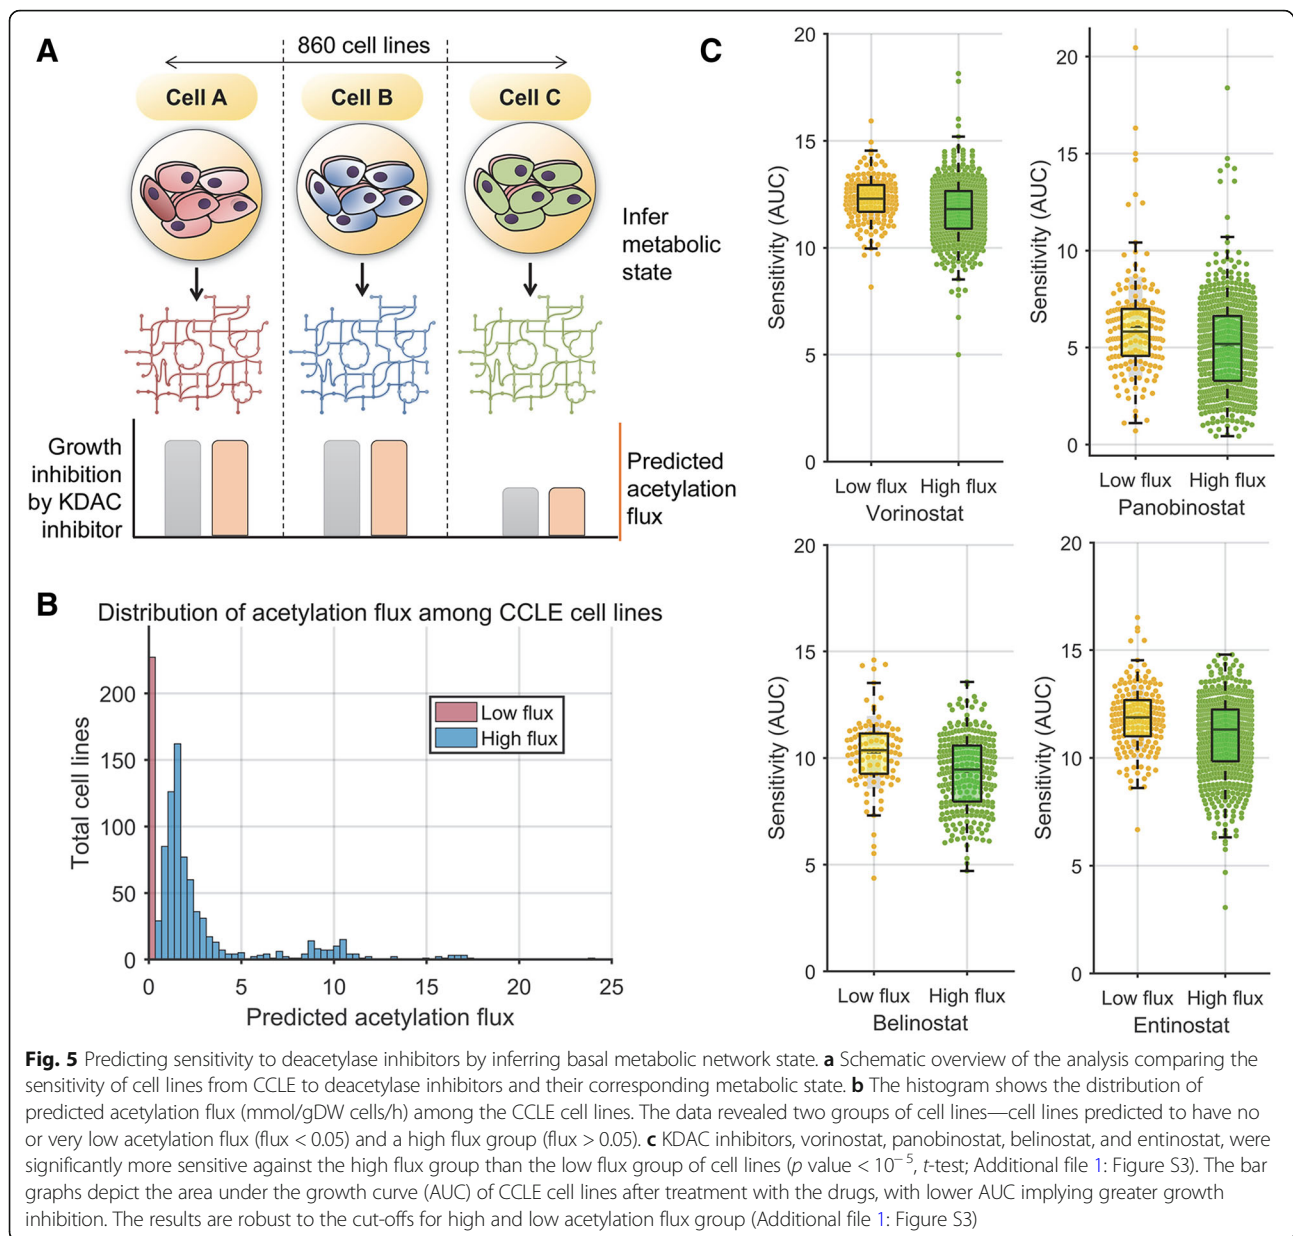 A
860 cell lines
Cell A
Cell B
Cell C
Infer
metabolic
state
Growth
inhibition
by KDAC
inhibitor
Predicted
acetylation
flux
B
Distribution of acetylation flux among CCLE cell lines
Total cell lines
200
150
100
50
0
Low flux
High flux
0 5 10 15 20 25
Predicted acetylation flux
C
Sensitivity (AUC)
20
15
10
5
0
Low flux High flux
Vorinostat
Sensitivity (AUC)
20
15
10
5
0
Low flux High flux
Panobinostat
Sensitivity (AUC)
20
15
10
5
0
Low flux High flux
Belinostat
Sensitivity (AUC)
20
15
10
5
0
Low flux High flux
Entinostat
Fig. 5 Predicting sensitivity to deacetylase inhibitors by inferring basal metabolic network state. a Schematic overview of the analysis comparing the
sensitivity of cell lines from CCLE to deacetylase inhibitors and their corresponding metabolic state. b The histogram shows the distribution of
predicted acetylation flux (mmol/gDW cells/h) among the CCLE cell lines. The data revealed two groups of cell lines—cell lines predicted to have no
or very low acetylation flux (flux < 0.05) and a high flux group (flux > 0.05). c KDAC inhibitors, vorinostat, panobinostat, belinostat, and entinostat, were
significantly more sensitive against the high flux group than the low flux group of cell lines (p value < 10⁻⁵, t-test; Additional file 1: Figure S3). The bar
graphs depict the area under the growth curve (AUC) of CCLE cell lines after treatment with the drugs, with lower AUC implying greater growth
inhibition. The results are robust to the cut-offs for high and low acetylation flux group (Additional file 1: Figure S3)